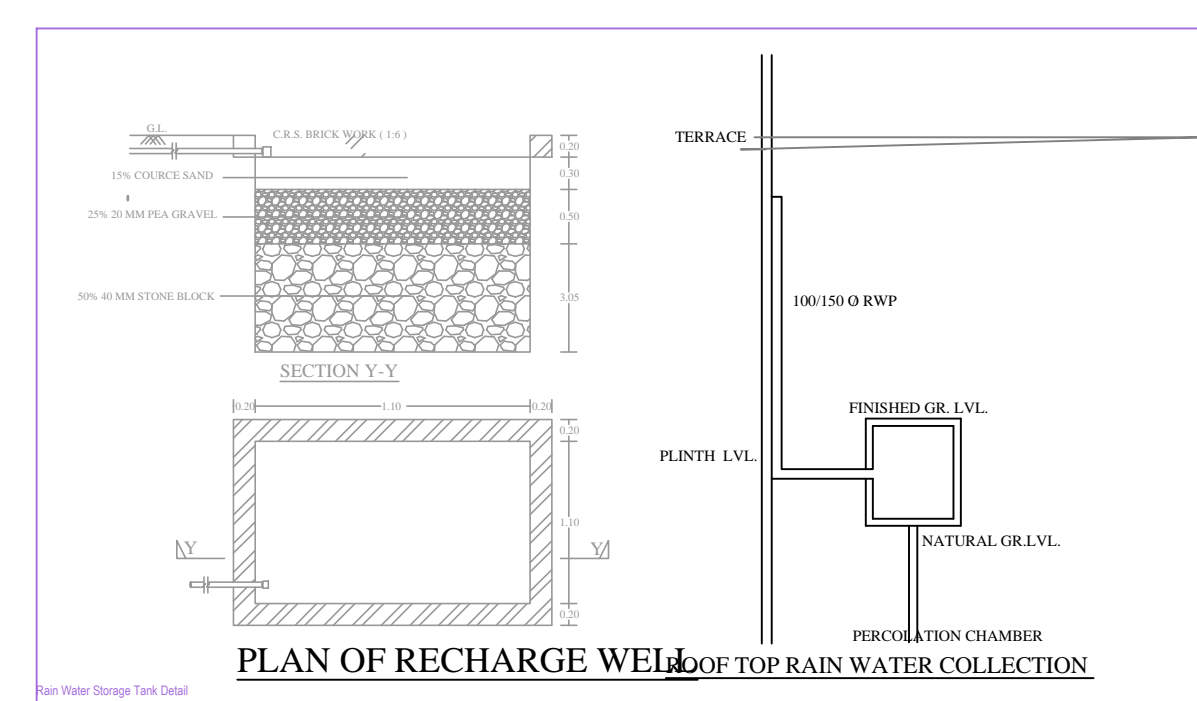 G.L.
C.R.S. BRICK WORK ( 1:6 )
0.20
15% COURCE SAND
0.30
25% 20 MM PEA GRAVEL
0.50
50% 40 MM STONE BLOCK
3.05
SECTION Y-Y
0.20
1.10
0.20
0.20
1.10
Y
Y
0.20
PLAN OF RECHARGE WELL
TERRACE
100/150 Ø RWP
FINISHED GR. LVL.
PLINTH LVL.
NATURAL GR.LVL.
PERCOLATION CHAMBER
ROOF TOP RAIN WATER COLLECTION
Rain Water Storage Tank Detail